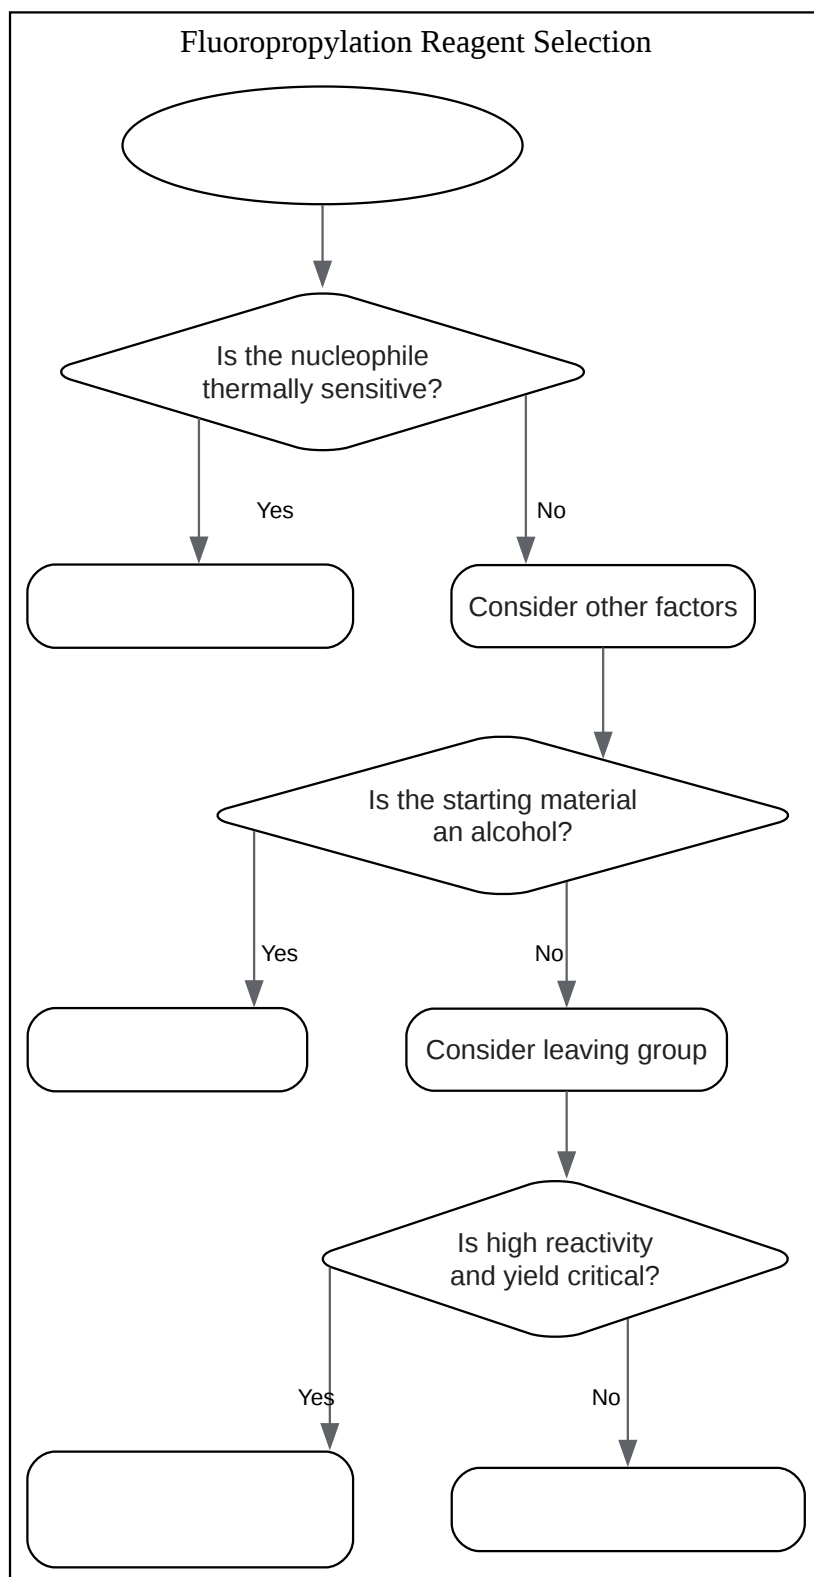 Fluoropropylation Reagent Selection
Is the nucleophile
thermally sensitive?
Yes
No
Consider other factors
Is the starting material
an alcohol?
Yes
No
Consider leaving group
Is high reactivity
and yield critical?
Yes
No